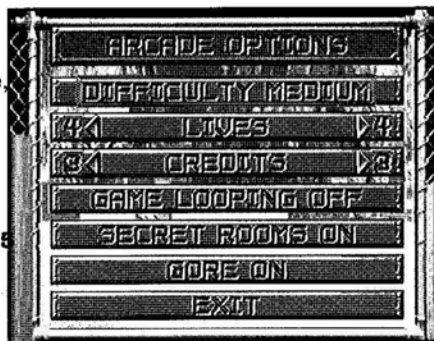 ARCADE OPTIONS
DIFFICULTY MEDIUM
4 LIVES 4
3 CREDITS 3
GAME LOOPING OFF
SECRET ROOMS ON
GORE ON
EXIT